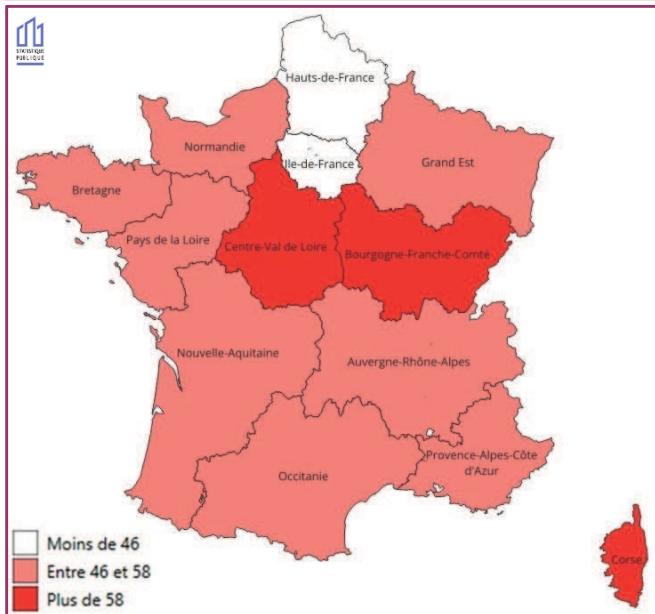 STATISTIQUE
PUBLIQUE
Hauts-de-France
Normandie
Ile-de-France
Grand Est
Bretagne
Pays de la Loire
Centre-Val de Loire
Bourgogne-Franche-Comté
Nouvelle-Aquitaine
Auvergne-Rhône-Alpes
Provence-Alpes-Côte
d'Azur
Occitanie
Corse
Moins de 46
Entre 46 et 58
Plus de 58